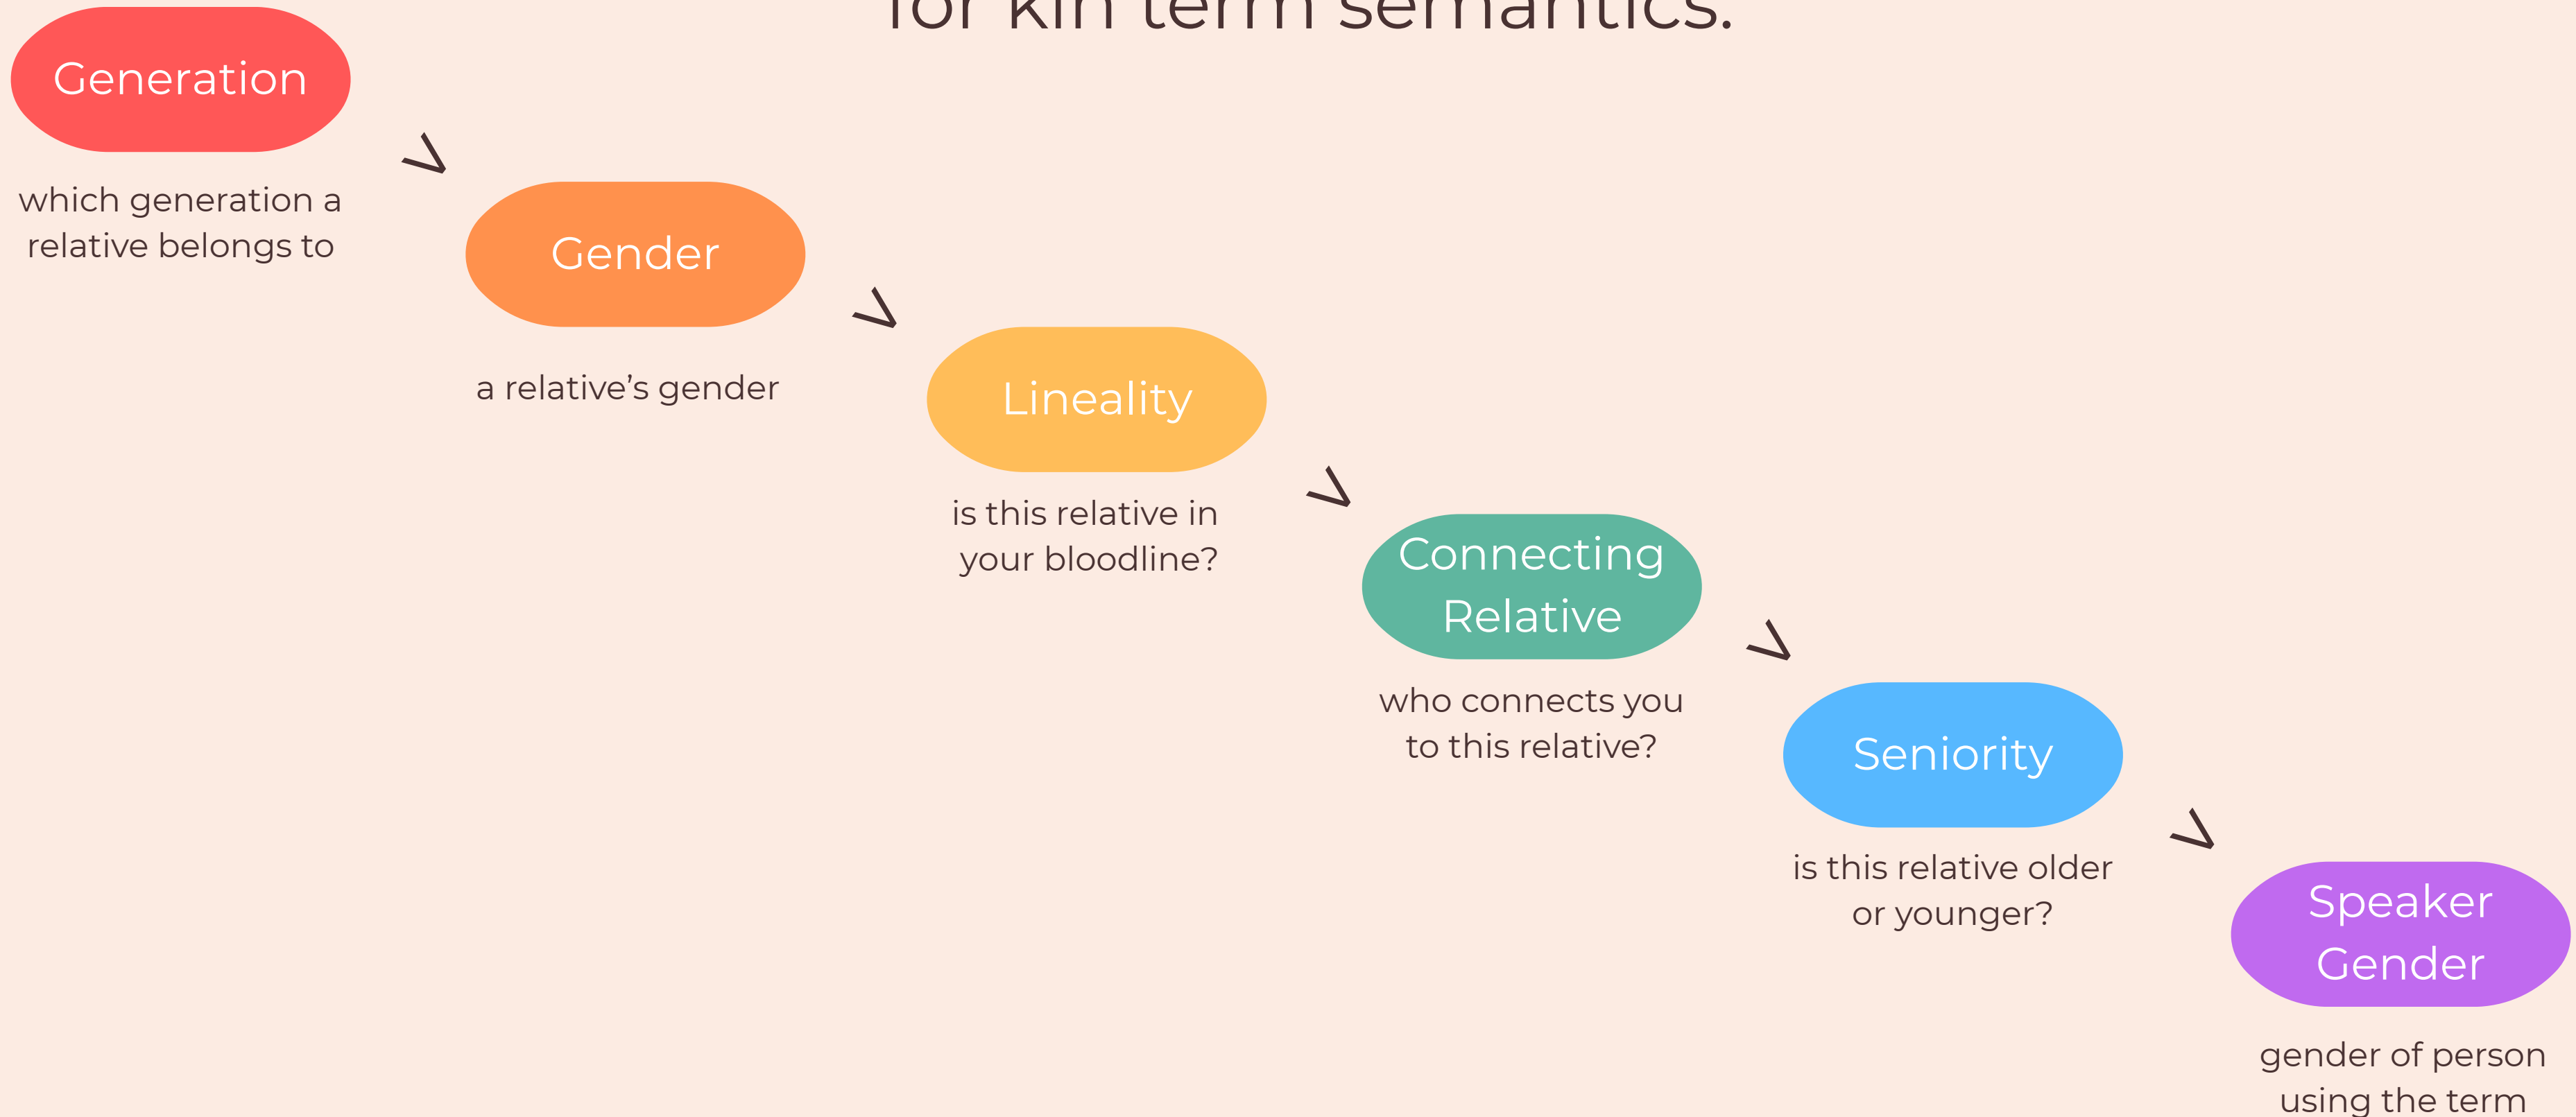 for kin term semantics.
Generation
which generation a
relative belongs to
>
Gender
a relative’s gender
>
Lineality
is this relative in
your bloodline?
>
Connecting
Relative
who connects you
to this relative?
>
Seniority
is this relative older
or younger?
>
Speaker
Gender
gender of person
using the term